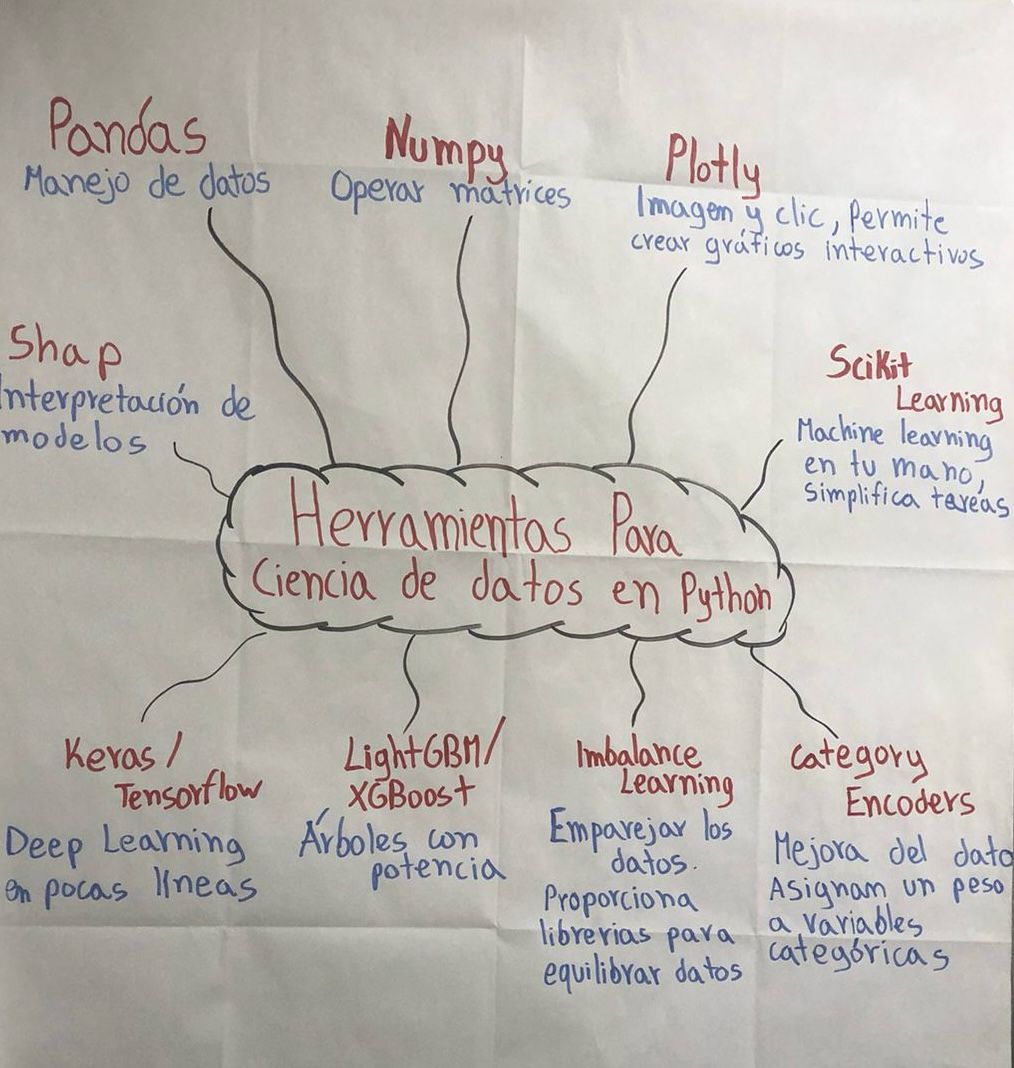 Pandas
Manejo de datos
Numpy
Operar matrices
Plotly
Imagen y clic, Permite
crear gráficos interactivos
Shap
Interpretación de
modelos
Scikit
Learning
Machine learning
en tu mano,
Simplifica tareas
Herramientas Para
Ciencia de datos en Python
Keras /
Tensorflow
Deep Learning
en pocas líneas
LightGBM/
XGBoost
Árboles con
potencia
Imbalance
Learning
Emparejar los
datos.
Proporciona
librerias para
equilibrar datos
Category
Encoders
Mejora del dato
Asignam un peso
a variables
categóricas